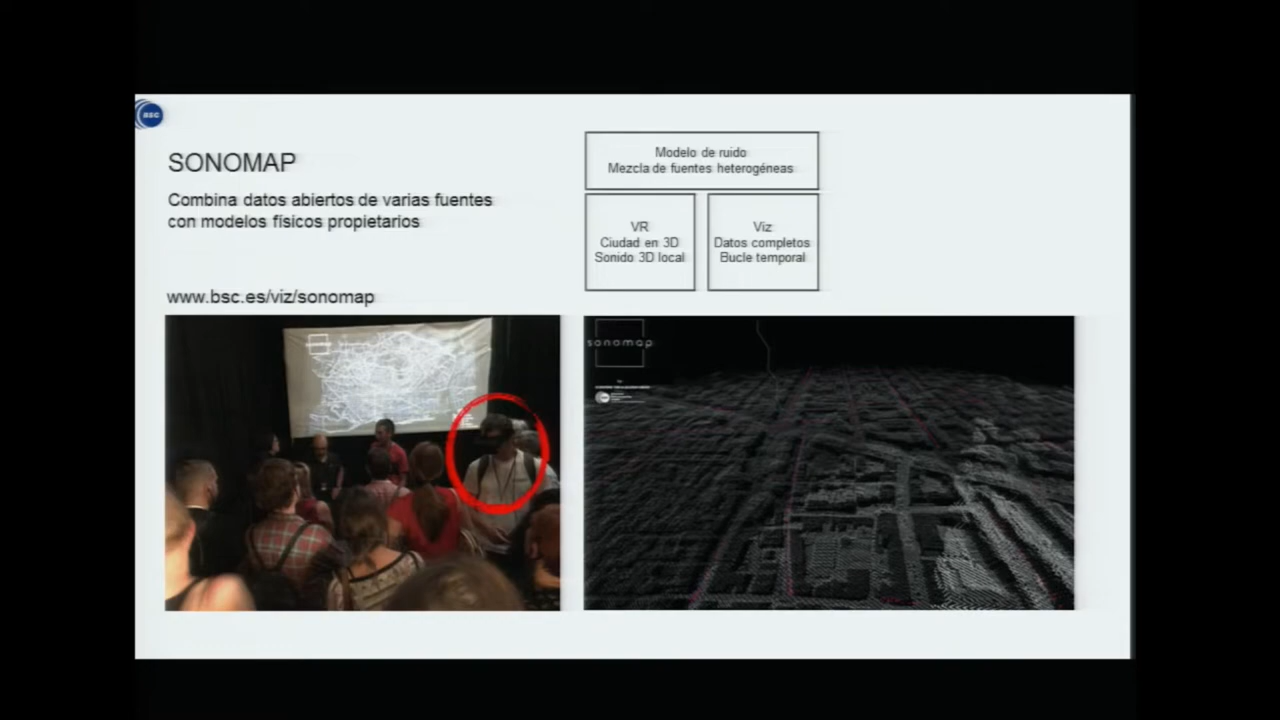 BSC
SONOMAP
Combina datos abiertos de varias fuentes
con modelos físicos propietarios
www.bsc.es/viz/sonomap
Modelo de ruido
Mezcla de fuentes heterogéneas
VR
Ciudad en 3D
Sonido 3D local
Viz
Datos completos
Bucle temporal
sonomap